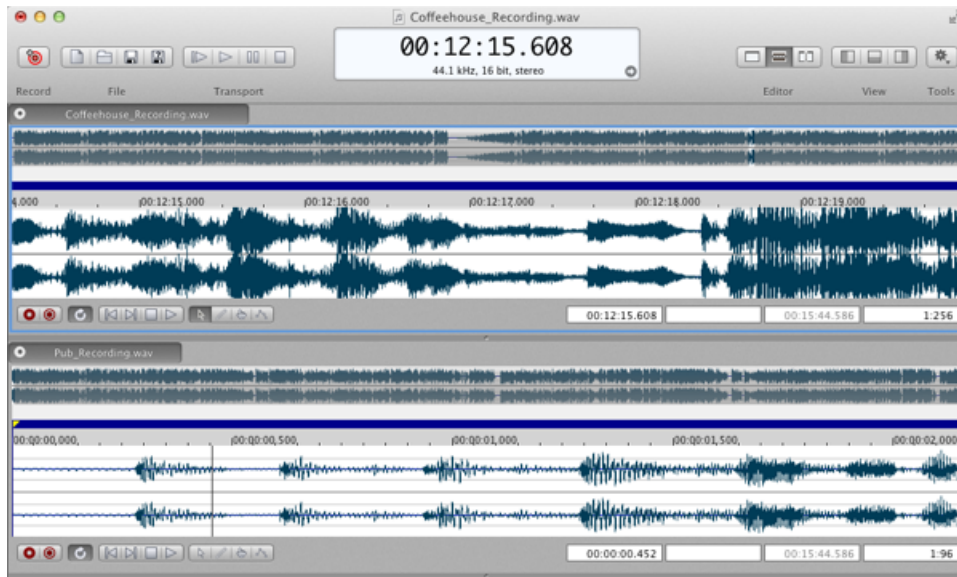 Coffeehouse_Recording.wav
00:12:15.608
44.1 kHz, 16 bit, stereo
Record File Transport Editor View Tools
Coffeehouse_Recording.wav
4.000 00:12:15.000 00:12:16.000 00:12:17.000 00:12:18.000 00:12:19.000
00:12:15.608 00:15:44.586 1:256
Pub_Recording.wav
00:00:00,000 00:00:00,500 00:00:01,000 00:00:01,500 00:00:02,000
00:00:00.452 00:15:44.586 1:96